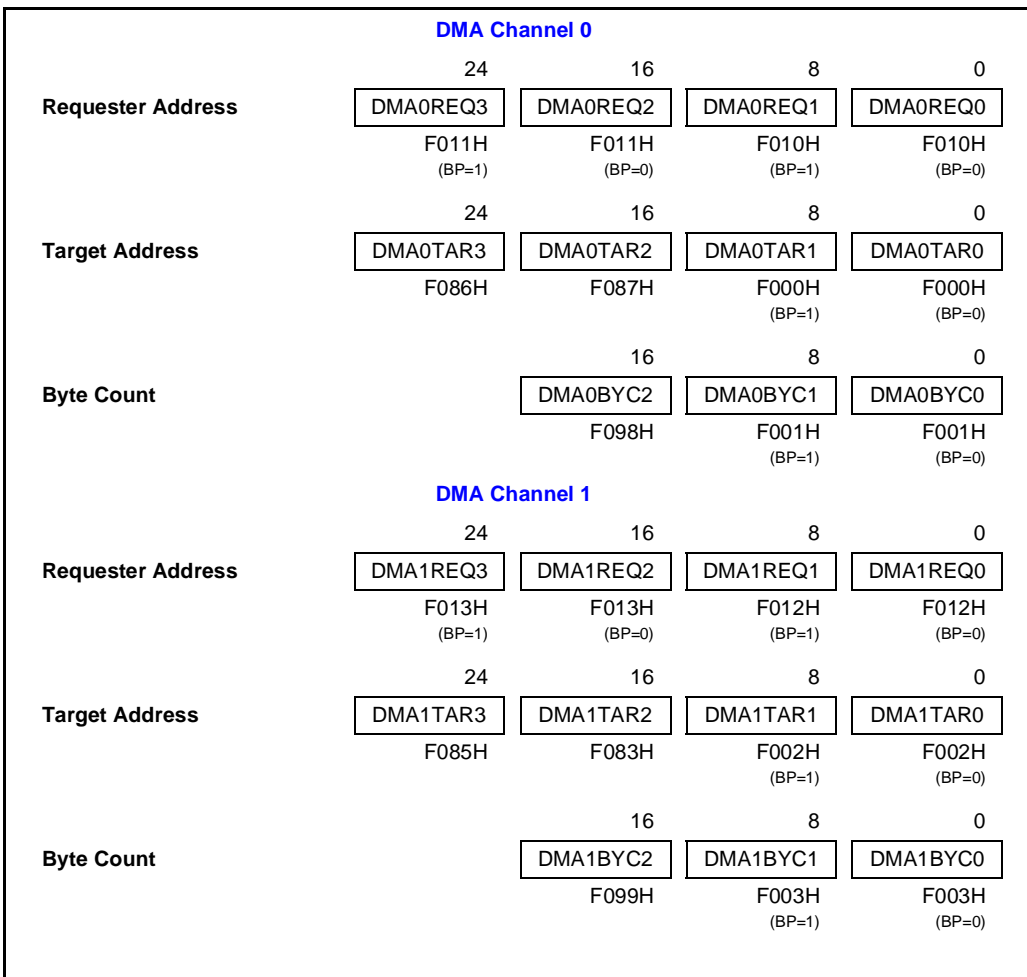 DMA Channel 0
24 16 8 0
Requester Address DMA0REQ3 DMA0REQ2 DMA0REQ1 DMA0REQ0
F011H F011H F010H F010H
(BP=1) (BP=0) (BP=1) (BP=0)
24 16 8 0
Target Address DMA0TAR3 DMA0TAR2 DMA0TAR1 DMA0TAR0
F086H F087H F000H F000H
(BP=1) (BP=0)
16 8 0
Byte Count DMA0BYC2 DMA0BYC1 DMA0BYC0
F098H F001H F001H
(BP=1) (BP=0)
DMA Channel 1
24 16 8 0
Requester Address DMA1REQ3 DMA1REQ2 DMA1REQ1 DMA1REQ0
F013H F013H F012H F012H
(BP=1) (BP=0) (BP=1) (BP=0)
24 16 8 0
Target Address DMA1TAR3 DMA1TAR2 DMA1TAR1 DMA1TAR0
F085H F083H F002H F002H
(BP=1) (BP=0)
16 8 0
Byte Count DMA1BYC2 DMA1BYC1 DMA1BYC0
F099H F003H F003H
(BP=1) (BP=0)